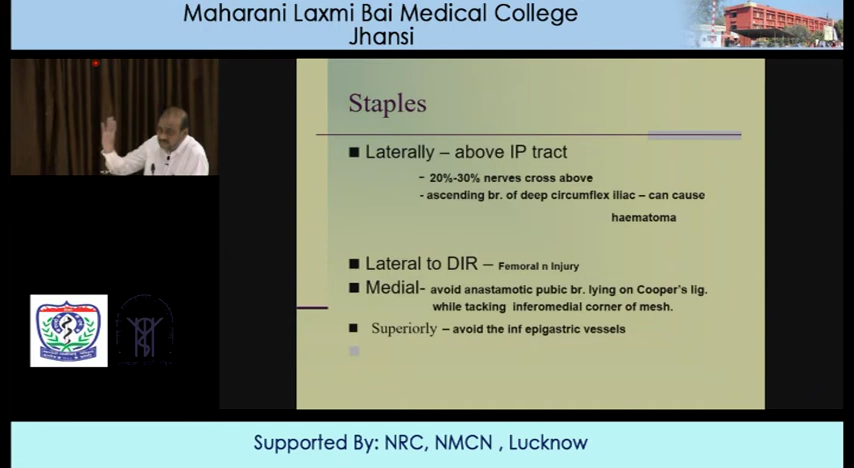 Maharani Laxmi Bai Medical College
Jhansi
Staples
Laterally – above IP tract
- 20%-30% nerves cross above
- ascending br. of deep circumflex iliac – can cause
haematoma
Lateral to DIR – Femoral n Injury
Medial- avoid anastamotic pubic br. lying on Cooper's lig.
while tacking inferomedial corner of mesh.
Superiorly – avoid the inf epigastric vessels
Supported By: NRC, NMCN , Lucknow